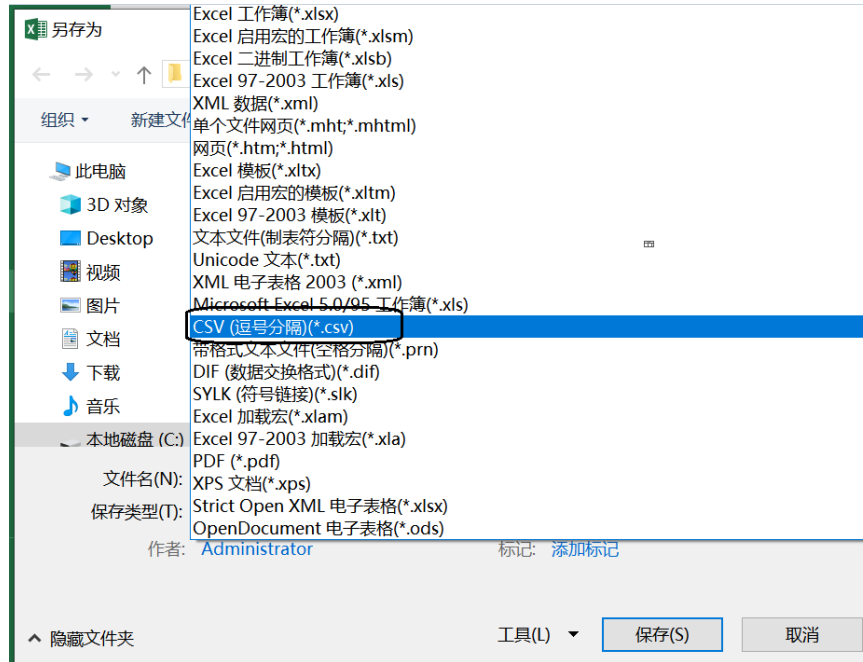 另存为
组织
新建文件
此电脑
3D 对象
Desktop
视频
图片
文档
下载
音乐
本地磁盘 (C:)
Excel 工作簿(*.xlsx)
Excel 启用宏的工作簿(*.xlsm)
Excel 二进制工作簿(*.xlsb)
Excel 97-2003 工作簿(*.xls)
XML 数据(*.xml)
单个文件网页(*.mht;*.mhtml)
网页(*.htm;*.html)
Excel 模板(*.xltx)
Excel 启用宏的模板(*.xltm)
Excel 97-2003 模板(*.xlt)
文本文件(制表符分隔)(*.txt)
Unicode 文本(*.txt)
XML 电子表格 2003 (*.xml)
Microsoft Excel 5.0/95 工作簿(*.xls)
CSV (逗号分隔)(*.csv)
带格式文本文件(空格分隔)(*.prn)
DIF (数据交换格式)(*.dif)
SYLK (符号链接)(*.slk)
Excel 加载宏(*.xlam)
Excel 97-2003 加载宏(*.xla)
PDF (*.pdf)
XPS 文档(*.xps)
Strict Open XML 电子表格(*.xlsx)
OpenDocument 电子表格(*.ods)
文件名(N):
保存类型(T):
作者: Administrator
标记: 添加标记
隐藏文件夹
工具(L)
保存(S)
取消